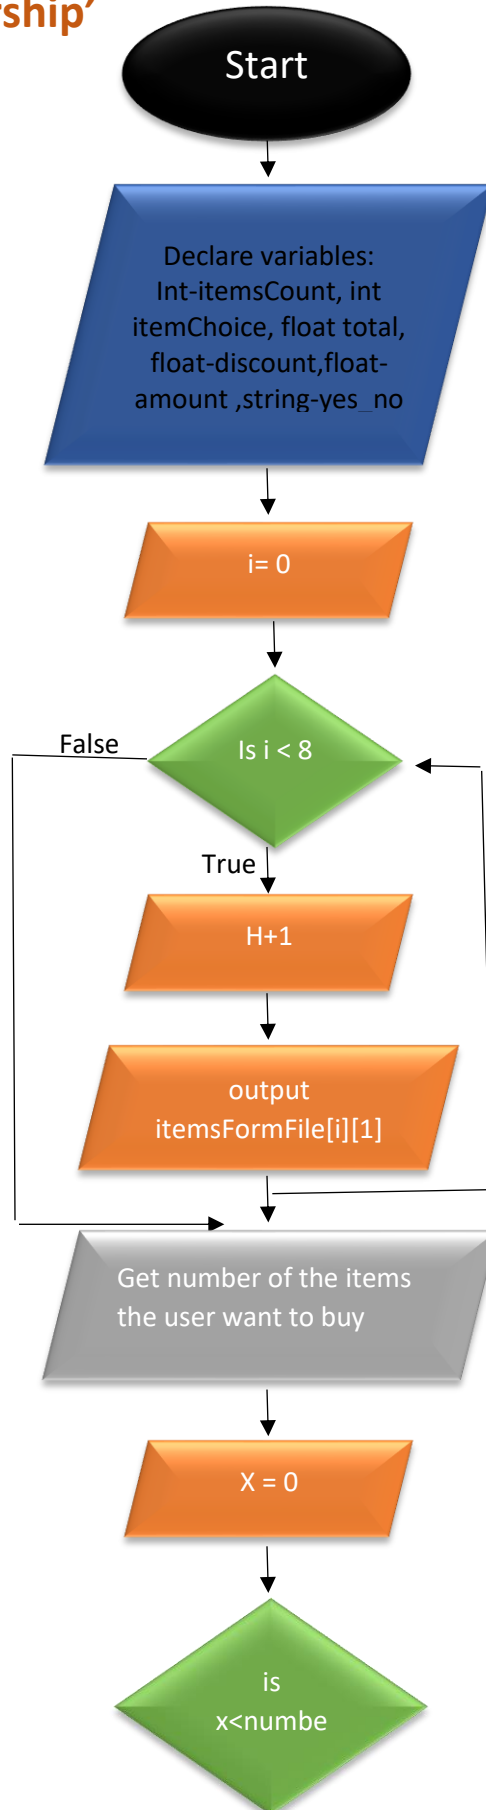 rship’
Start
Declare variables:
Int-itemsCount, int
itemChoice, float total,
float-discount,float-
amount ,string-yes_no
i= 0
Is i < 8
False
True
H+1
output
itemsFormFile[i][1]
Get number of the items
the user want to buy
X = 0
is
x<numbe